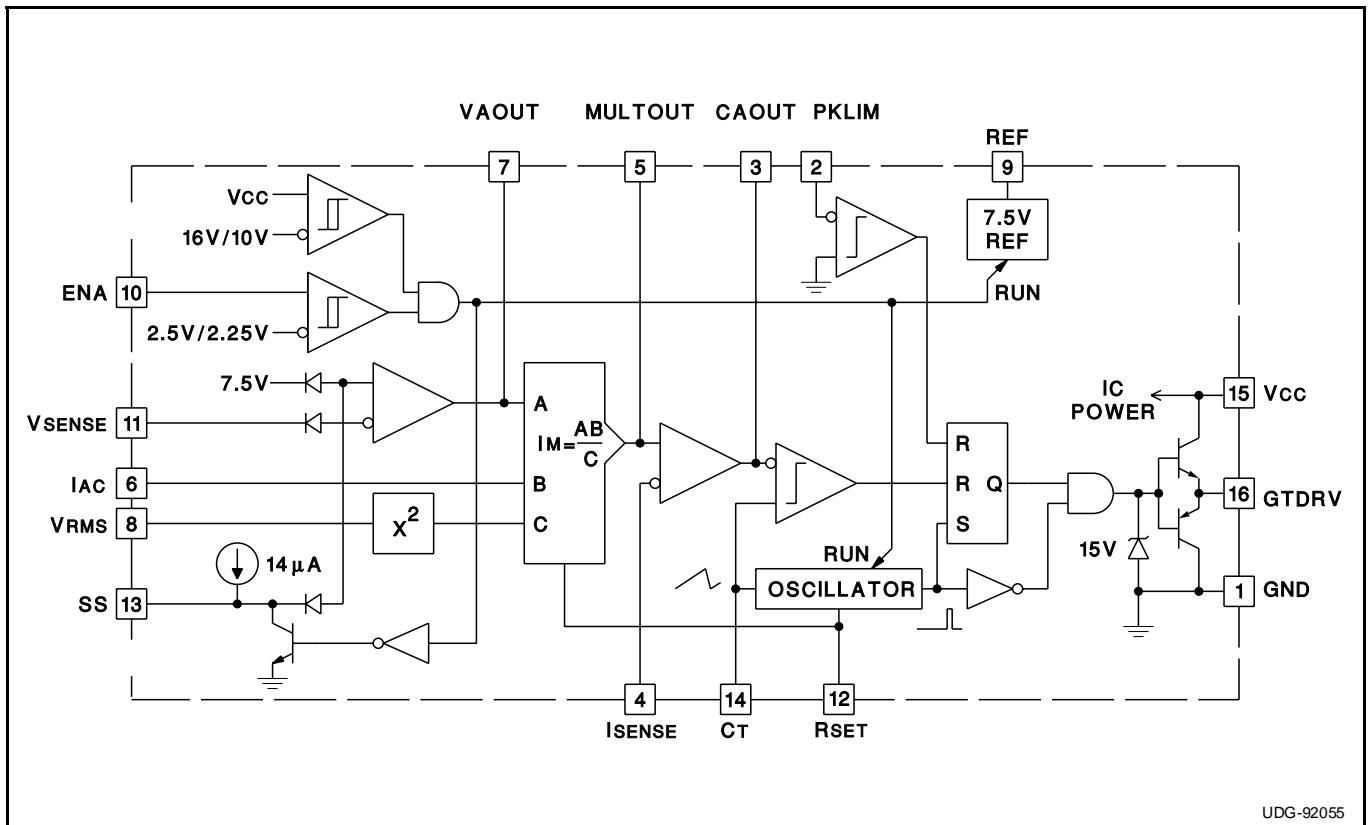 VAOUT MULTOUT CAOUT PKLIM
REF
7 5 3 2 9
VCC
16V/10V
7.5V
REF
ENA 10
RUN
2.5V/2.25V
7.5V
VSENSE 11
A
IM=AB/C
IC
POWER
15 VCC
R
IAC 6
B
R Q
16 GTDRV
VRMS 8
X²
C
S
15V
RUN
14µA
OSCILLATOR
SS 13
1 GND
4 14 12
ISENSE CT RSET
UDG-92055